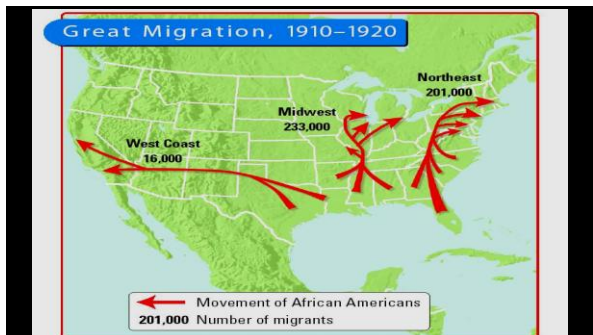 Great Migration, 1910–1920
Northeast
201,000
Midwest
233,000
West Coast
16,000
Movement of African Americans
201,000 Number of migrants